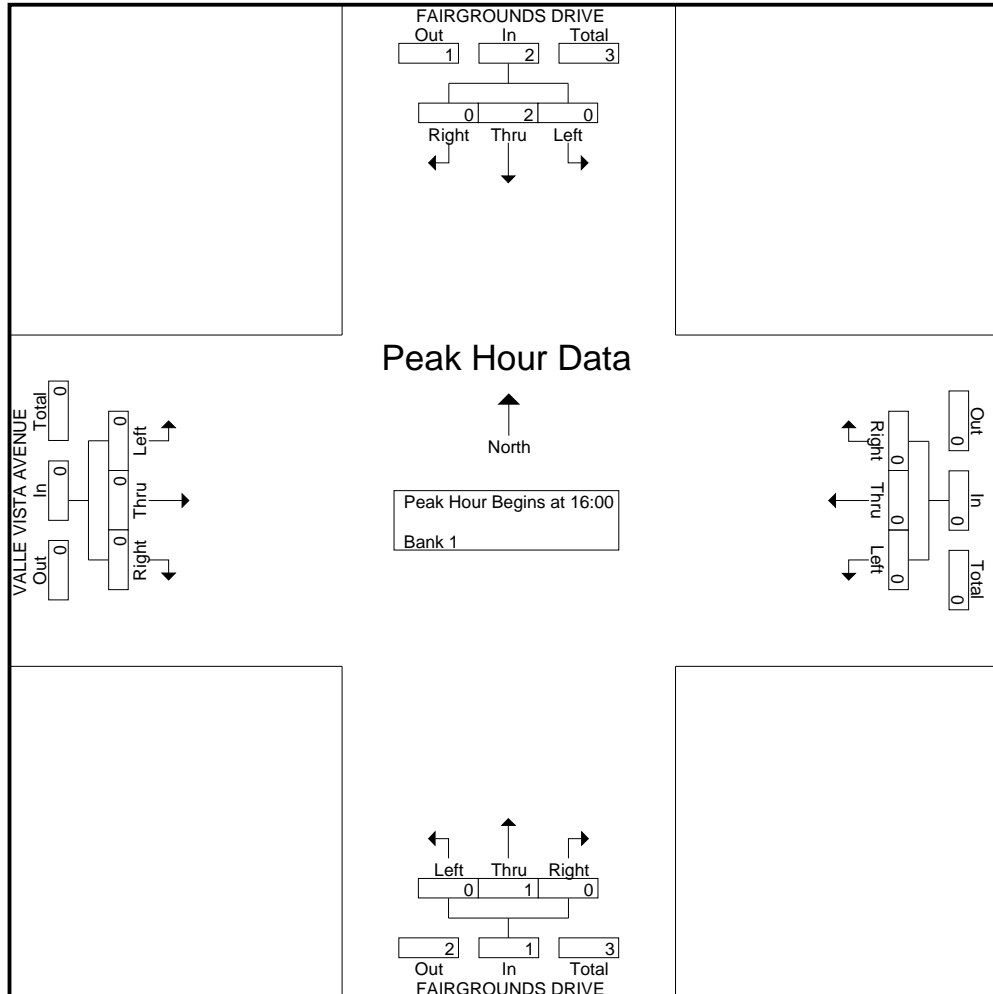 FAIRGROUNDS DRIVE
Out In Total
1 2 3
0 2 0
Right Thru Left
Peak Hour Data
North
Peak Hour Begins at 16:00
Bank 1
VALLE VISTA AVENUE
Out In Total
0 0 0
0 0 0
Left Thru Right
Right Thru Left
0 0 0
Out In Total
0 0 0
Left Thru Right
0 1 0
2 1 3
Out In Total
FAIRGROUNDS DRIVE